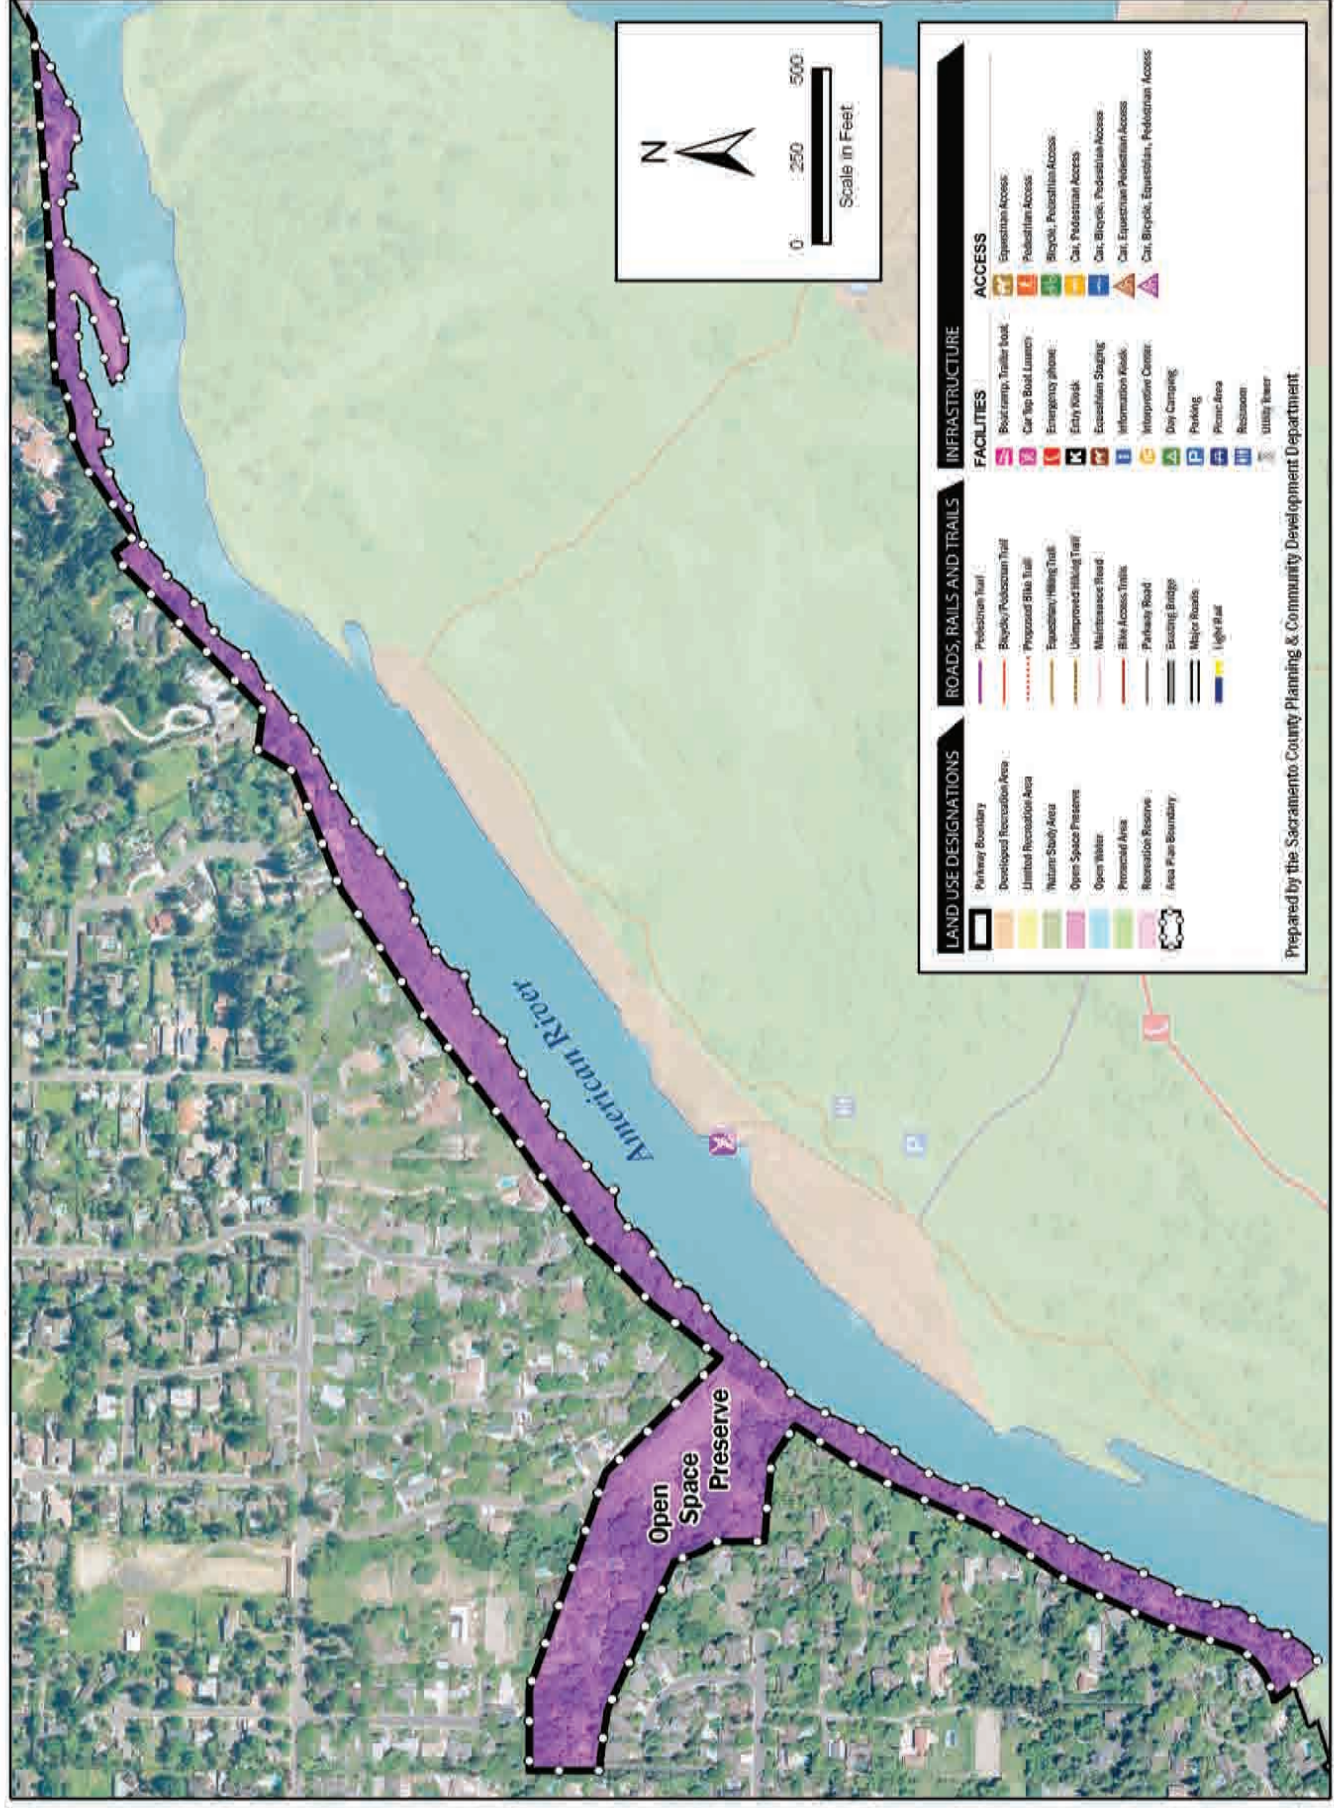 American River
Open
Space
Preserve
N
0 250 500
Scale in Feet
LAND USE DESIGNATIONS
Parkway Boundary
Developed Recreation Area
Limited Recreation Area
Nature Study Area
Open Space Preserve
Open Water
Protected Area
Recreation Reserve
Area Plan Boundary
ROADS, RAILS AND TRAILS
Pedestrian Trail
Bicycle/Pedestrian Trail
Proposed Bike Trail
Equestrian/Hiking Trail
Unimproved Hiking Trail
Maintenance Road
Bike Access Trails
Parkway Road
Existing Bridge
Major Roads
Light Rail
INFRASTRUCTURE
FACILITIES
Boat ramp, Trailer boat
Car Top Boat Launch
Emergency phone
Entry Kiosk
Equestrian Staging
Information Kiosk
Interpretive Center
Day Camping
P Parking
Picnic Area
Restroom
Utility Tower
ACCESS
Equestrian Access
Pedestrian Access
Bicycle, Pedestrian Access
Car, Pedestrian Access
Car, Bicycle, Pedestrian Access
Car, Equestrian Pedestrian Access
Car, Bicycle, Equestrian, Pedestrian Access
Prepared by the Sacramento County Planning & Community Development Department
P